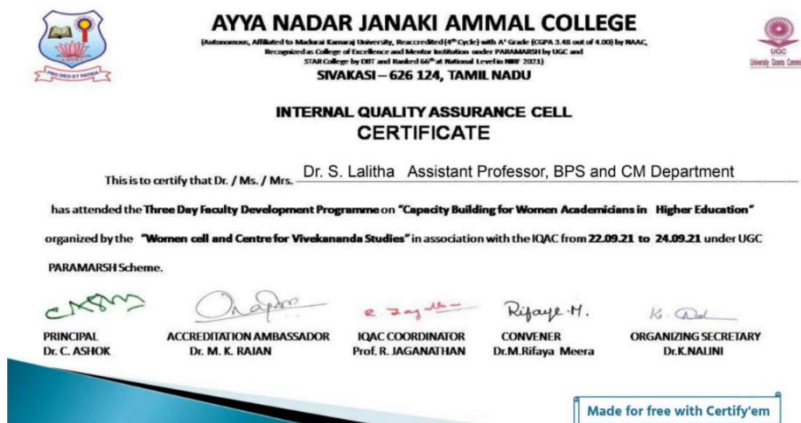 AYYA NADAR JANAKI AMMAL COLLEGE
(Autonomous, Affiliated to Madurai Kamaraj University, Reaccredited (4th Cycle) with A+ Grade (CGPA 3.48 out of 4.00) by NAAC,
Recognized as College of Excellence and Mentor Institution under PARAMARSH by UGC and
STAR College by DBT and Ranked 66th at National Level in NIRF 2021)
SIVAKASI – 626 124, TAMIL NADU
UGC
University Grants Commi
INTERNAL QUALITY ASSURANCE CELL
CERTIFICATE
This is to certify that Dr. / Ms. / Mrs. Dr. S. Lalitha Assistant Professor, BPS and CM Department
has attended the Three Day Faculty Development Programme on "Capacity Building for Women Academicians in Higher Education"
organized by the "Women cell and Centre for Vivekananda Studies" in association with the IQAC from 22.09.21 to 24.09.21 under UGC
PARAMARSH Scheme.
Rifaye.M.
PRINCIPAL ACCREDITATION AMBASSADOR IQAC COORDINATOR CONVENER ORGANIZING SECRETARY
Dr. C. ASHOK Dr. M. K. RAJAN Prof. R. JAGANATHAN Dr.M.Rifaya Meera Dr.K.NALINI
Made for free with Certify'em